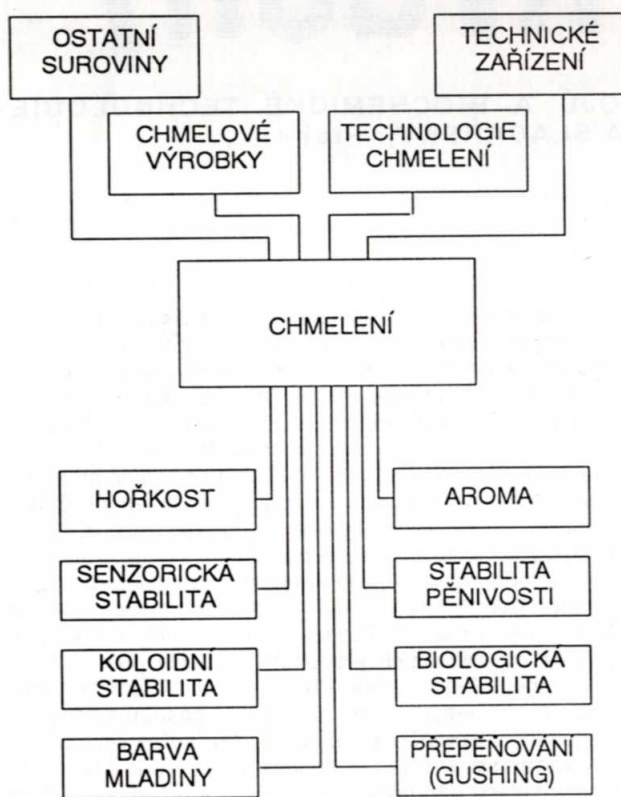 OSTATNÍ
SUROVINY
TECHNICKÉ
ZAŘÍZENÍ
CHMELOVÉ
VÝROBKY
TECHNOLOGIE
CHMELENÍ
CHMELENÍ
HOŘKOST
AROMA
SENZORICKÁ
STABILITA
STABILITA
PĚNIVOSTI
KOLOIDNÍ
STABILITA
BIOLOGICKÁ
STABILITA
BARVA
MLADINY
PŘEPĚŇOVÁNÍ
(GUSHING)